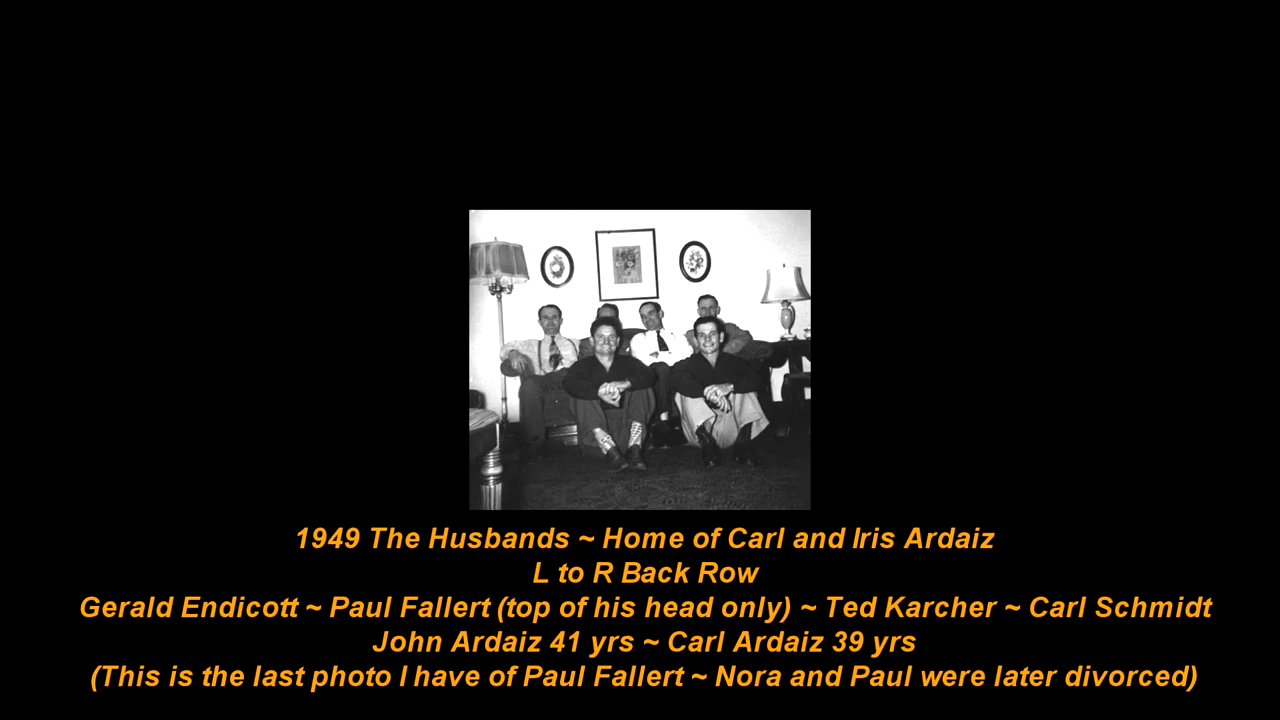 1949 The Husbands ~ Home of Carl and Iris Ardaiz
L to R Back Row
Gerald Endicott ~ Paul Fallert (top of his head only) ~ Ted Karcher ~ Carl Schmidt
John Ardaiz 41 yrs ~ Carl Ardaiz 39 yrs
(This is the last photo I have of Paul Fallert ~ Nora and Paul were later divorced)